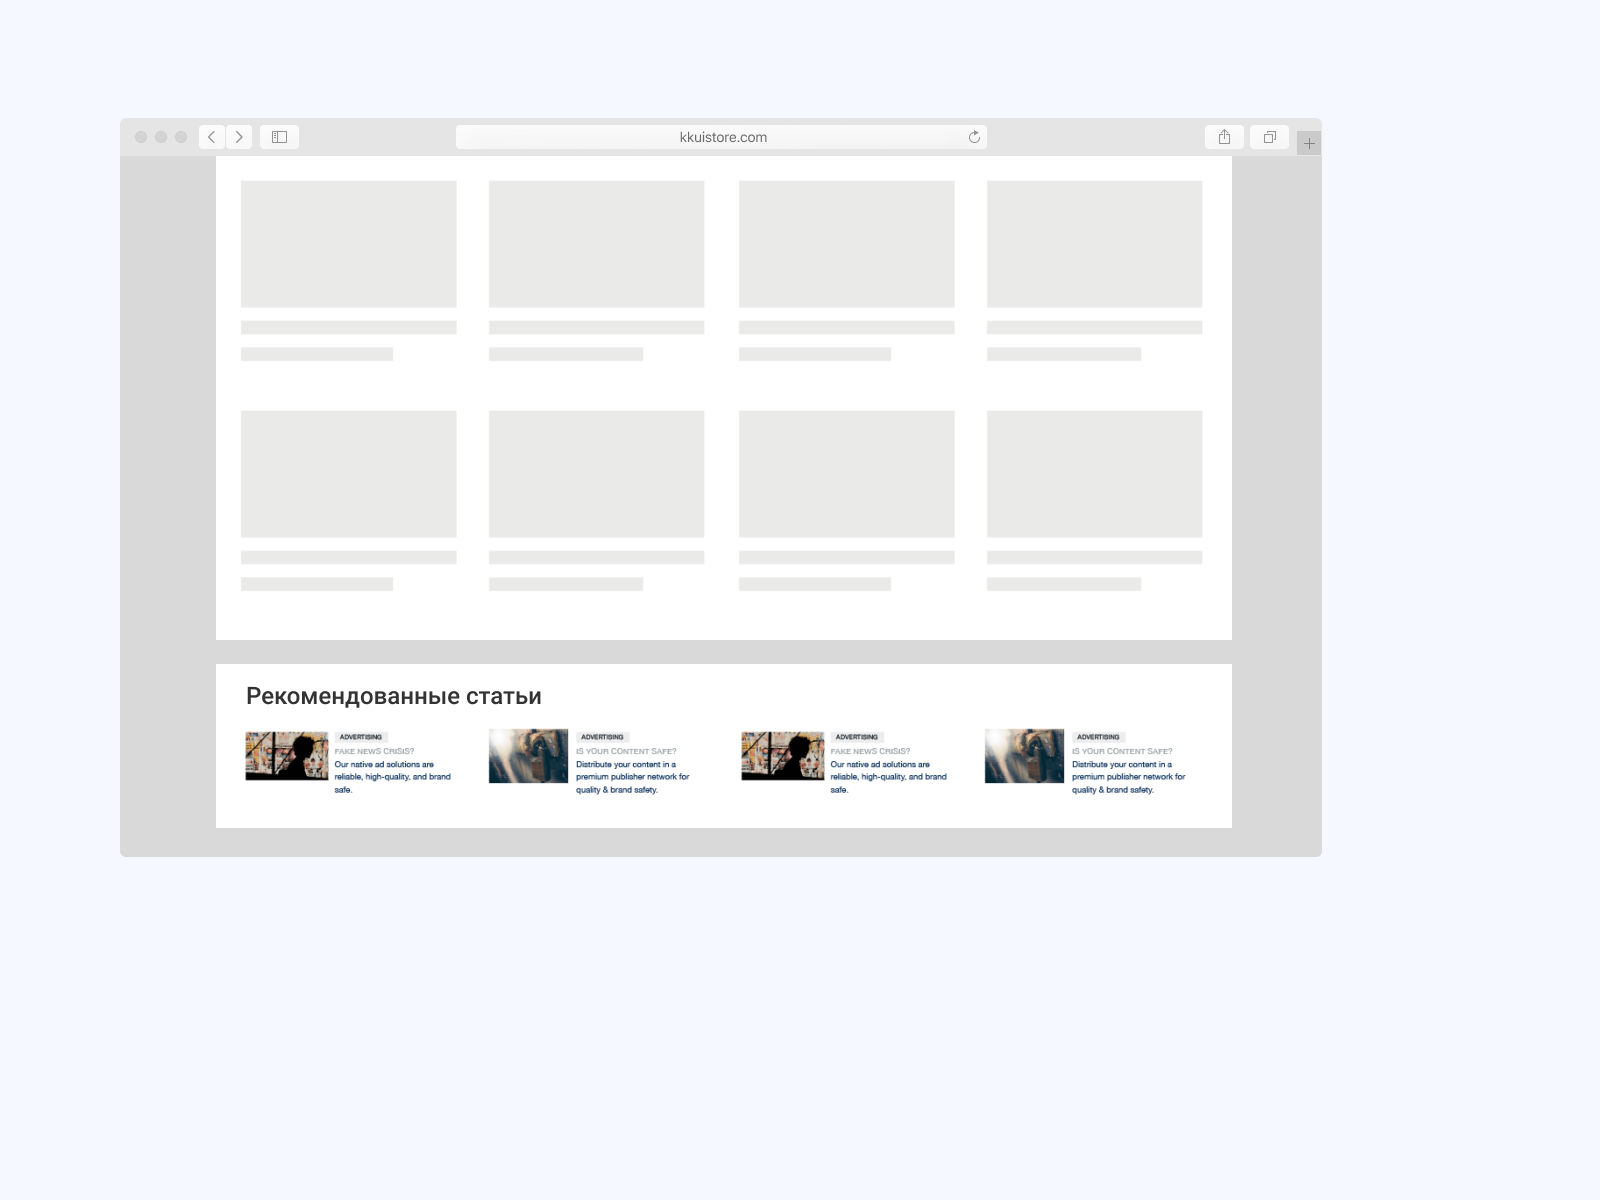 kkuistore.com
Рекомендованные статьи
ADVERTISING
FAKE NEWS CRISIS?
Our native ad solutions are
reliable, high-quality, and brand
safe.
ADVERTISING
IS YOUR CONTENT SAFE?
Distribute your content in a
premium publisher network for
quality & brand safety.
ADVERTISING
FAKE NEWS CRISIS?
Our native ad solutions are
reliable, high-quality, and brand
safe.
ADVERTISING
IS YOUR CONTENT SAFE?
Distribute your content in a
premium publisher network for
quality & brand safety.